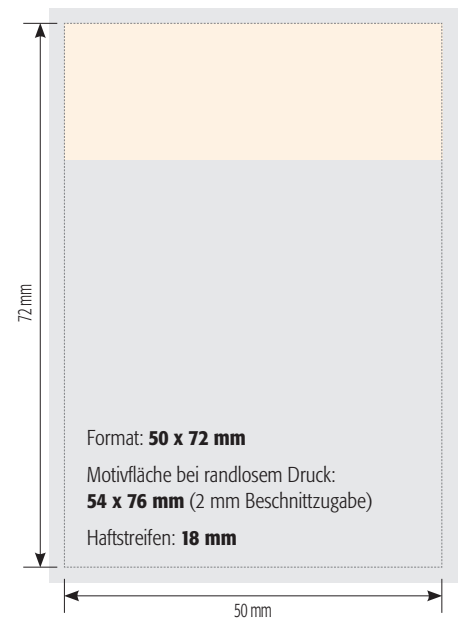 72 mm
Format: 50 x 72 mm
Motivfläche bei randlosem Druck:
54 x 76 mm (2 mm Beschnittzugabe)
Haftstreifen: 18 mm
50 mm